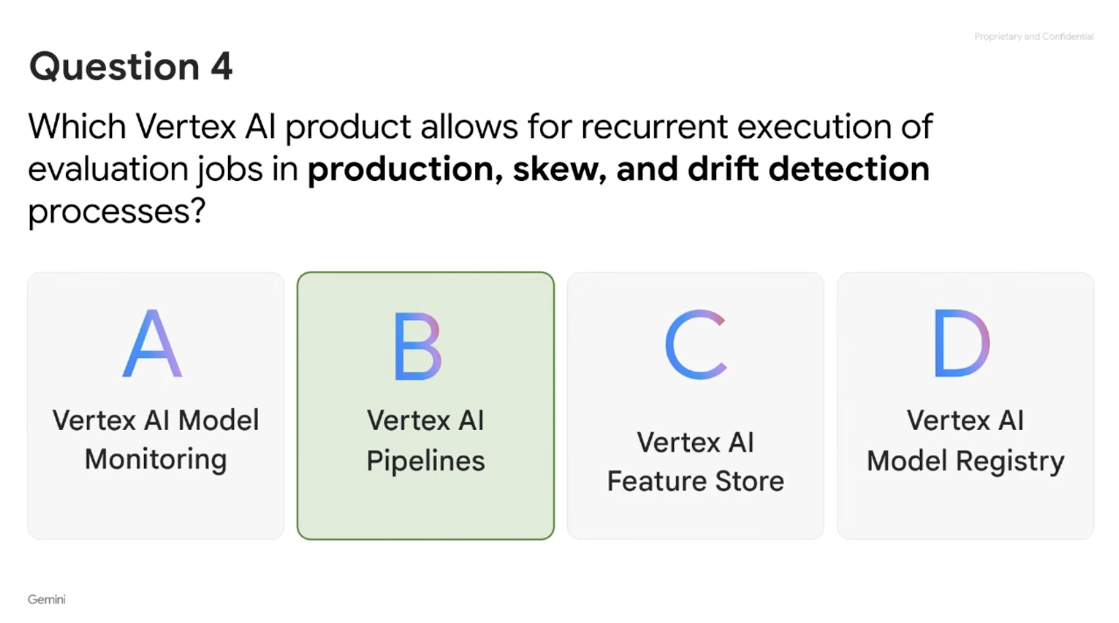 Proprietary and Confidential
Question 4
Which Vertex AI product allows for recurrent execution of
evaluation jobs in production, skew, and drift detection
processes?
A
Vertex AI Model
Monitoring
B
Vertex AI
Pipelines
C
Vertex AI
Feature Store
D
Vertex AI
Model Registry
Gemini